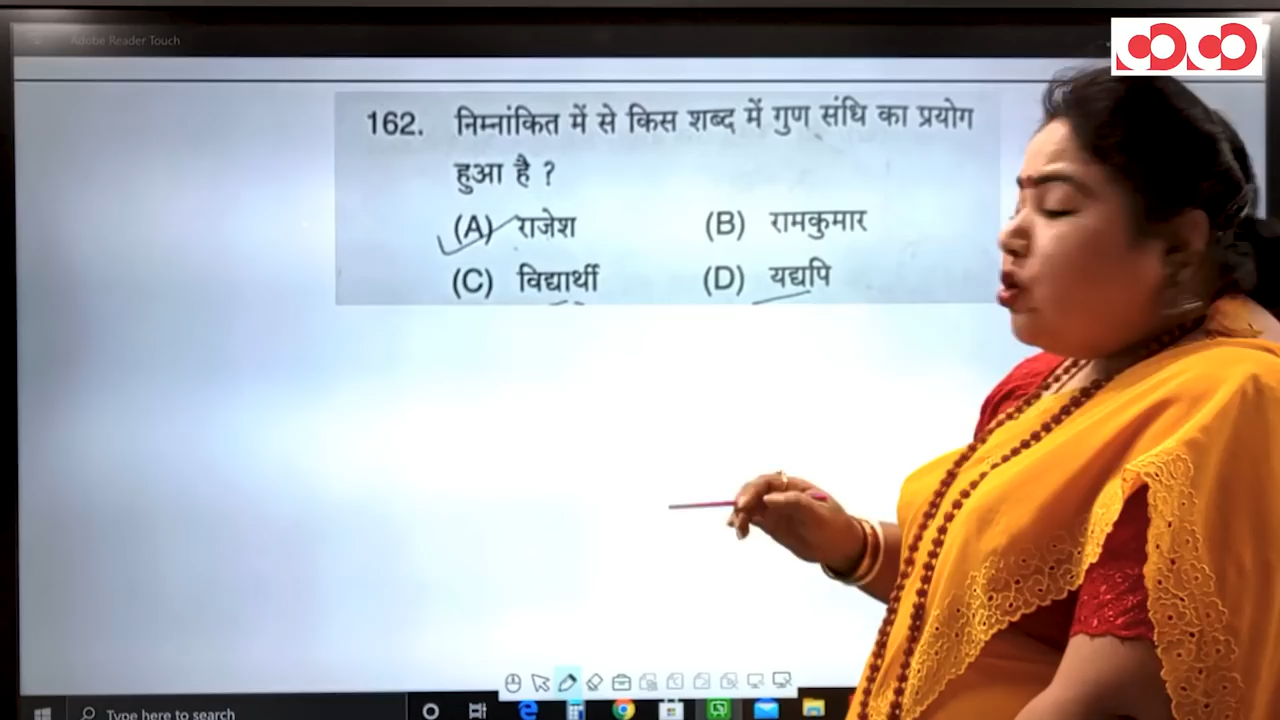 Adobe Reader Touch
162. निम्नांकित में से किस शब्द में गुण संधि का प्रयोग
हुआ है ?
(A) राजेश (B) रामकुमार
(C) विद्यार्थी (D) यद्यपि
Type here to search